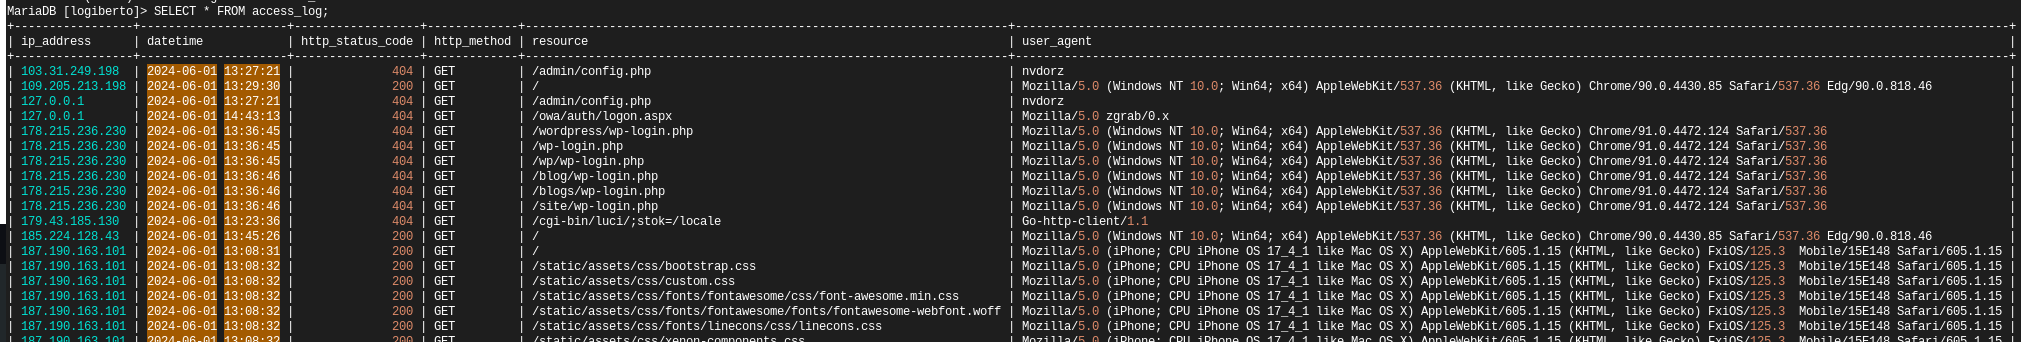 MariaDB [logiberto]> SELECT * FROM access_log;
| ip_address | datetime | http_status_code | http_method | resource | user_agent |
| 103.31.249.198 | 2024-06-01 13:27:21 | 404 | GET | /admin/config.php | nvdorz |
| 109.205.213.198 | 2024-06-01 13:29:30 | 200 | GET | / | Mozilla/5.0 (Windows NT 10.0; Win64; x64) AppleWebKit/537.36 (KHTML, like Gecko) Chrome/90.0.4430.85 Safari/537.36 Edg/90.0.818.46 |
| 127.0.0.1 | 2024-06-01 13:27:21 | 404 | GET | /admin/config.php | nvdorz |
| 127.0.0.1 | 2024-06-01 14:43:13 | 404 | GET | /owa/auth/logon.aspx | Mozilla/5.0 zgrab/0.x |
| 178.215.236.230 | 2024-06-01 13:36:45 | 404 | GET | /wordpress/wp-login.php | Mozilla/5.0 (Windows NT 10.0; Win64; x64) AppleWebKit/537.36 (KHTML, like Gecko) Chrome/91.0.4472.124 Safari/537.36 |
| 178.215.236.230 | 2024-06-01 13:36:45 | 404 | GET | /wp-login.php | Mozilla/5.0 (Windows NT 10.0; Win64; x64) AppleWebKit/537.36 (KHTML, like Gecko) Chrome/91.0.4472.124 Safari/537.36 |
| 178.215.236.230 | 2024-06-01 13:36:45 | 404 | GET | /wp/wp-login.php | Mozilla/5.0 (Windows NT 10.0; Win64; x64) AppleWebKit/537.36 (KHTML, like Gecko) Chrome/91.0.4472.124 Safari/537.36 |
| 178.215.236.230 | 2024-06-01 13:36:46 | 404 | GET | /blog/wp-login.php | Mozilla/5.0 (Windows NT 10.0; Win64; x64) AppleWebKit/537.36 (KHTML, like Gecko) Chrome/91.0.4472.124 Safari/537.36 |
| 178.215.236.230 | 2024-06-01 13:36:46 | 404 | GET | /blogs/wp-login.php | Mozilla/5.0 (Windows NT 10.0; Win64; x64) AppleWebKit/537.36 (KHTML, like Gecko) Chrome/91.0.4472.124 Safari/537.36 |
| 178.215.236.230 | 2024-06-01 13:36:46 | 404 | GET | /site/wp-login.php | Mozilla/5.0 (Windows NT 10.0; Win64; x64) AppleWebKit/537.36 (KHTML, like Gecko) Chrome/91.0.4472.124 Safari/537.36 |
| 179.43.185.130 | 2024-06-01 13:23:36 | 404 | GET | /cgi-bin/luci/;stok=/locale | Go-http-client/1.1 |
| 185.224.128.43 | 2024-06-01 13:45:26 | 200 | GET | / | Mozilla/5.0 (Windows NT 10.0; Win64; x64) AppleWebKit/537.36 (KHTML, like Gecko) Chrome/90.0.4430.85 Safari/537.36 Edg/90.0.818.46 |
| 187.190.163.101 | 2024-06-01 13:08:31 | 200 | GET | / | Mozilla/5.0 (iPhone; CPU iPhone OS 17_4_1 like Mac OS X) AppleWebKit/605.1.15 (KHTML, like Gecko) FxiOS/125.3 Mobile/15E148 Safari/605.1.15 |
| 187.190.163.101 | 2024-06-01 13:08:32 | 200 | GET | /static/assets/css/bootstrap.css | Mozilla/5.0 (iPhone; CPU iPhone OS 17_4_1 like Mac OS X) AppleWebKit/605.1.15 (KHTML, like Gecko) FxiOS/125.3 Mobile/15E148 Safari/605.1.15 |
| 187.190.163.101 | 2024-06-01 13:08:32 | 200 | GET | /static/assets/css/custom.css | Mozilla/5.0 (iPhone; CPU iPhone OS 17_4_1 like Mac OS X) AppleWebKit/605.1.15 (KHTML, like Gecko) FxiOS/125.3 Mobile/15E148 Safari/605.1.15 |
| 187.190.163.101 | 2024-06-01 13:08:32 | 200 | GET | /static/assets/css/fonts/fontawesome/css/font-awesome.min.css | Mozilla/5.0 (iPhone; CPU iPhone OS 17_4_1 like Mac OS X) AppleWebKit/605.1.15 (KHTML, like Gecko) FxiOS/125.3 Mobile/15E148 Safari/605.1.15 |
| 187.190.163.101 | 2024-06-01 13:08:32 | 200 | GET | /static/assets/css/fonts/fontawesome/fonts/fontawesome-webfont.woff | Mozilla/5.0 (iPhone; CPU iPhone OS 17_4_1 like Mac OS X) AppleWebKit/605.1.15 (KHTML, like Gecko) FxiOS/125.3 Mobile/15E148 Safari/605.1.15 |
| 187.190.163.101 | 2024-06-01 13:08:32 | 200 | GET | /static/assets/css/fonts/linecons/css/linecons.css | Mozilla/5.0 (iPhone; CPU iPhone OS 17_4_1 like Mac OS X) AppleWebKit/605.1.15 (KHTML, like Gecko) FxiOS/125.3 Mobile/15E148 Safari/605.1.15 |
| 187.190.163.101 | 2024-06-01 13:08:32 | 200 | GET | /static/assets/css/xenon-components.css | Mozilla/5.0 (iPhone; CPU iPhone OS 17_4_1 like Mac OS X) AppleWebKit/605.1.15 (KHTML, like Gecko) FxiOS/125.3 Mobile/15E148 Safari/605.1.15 |